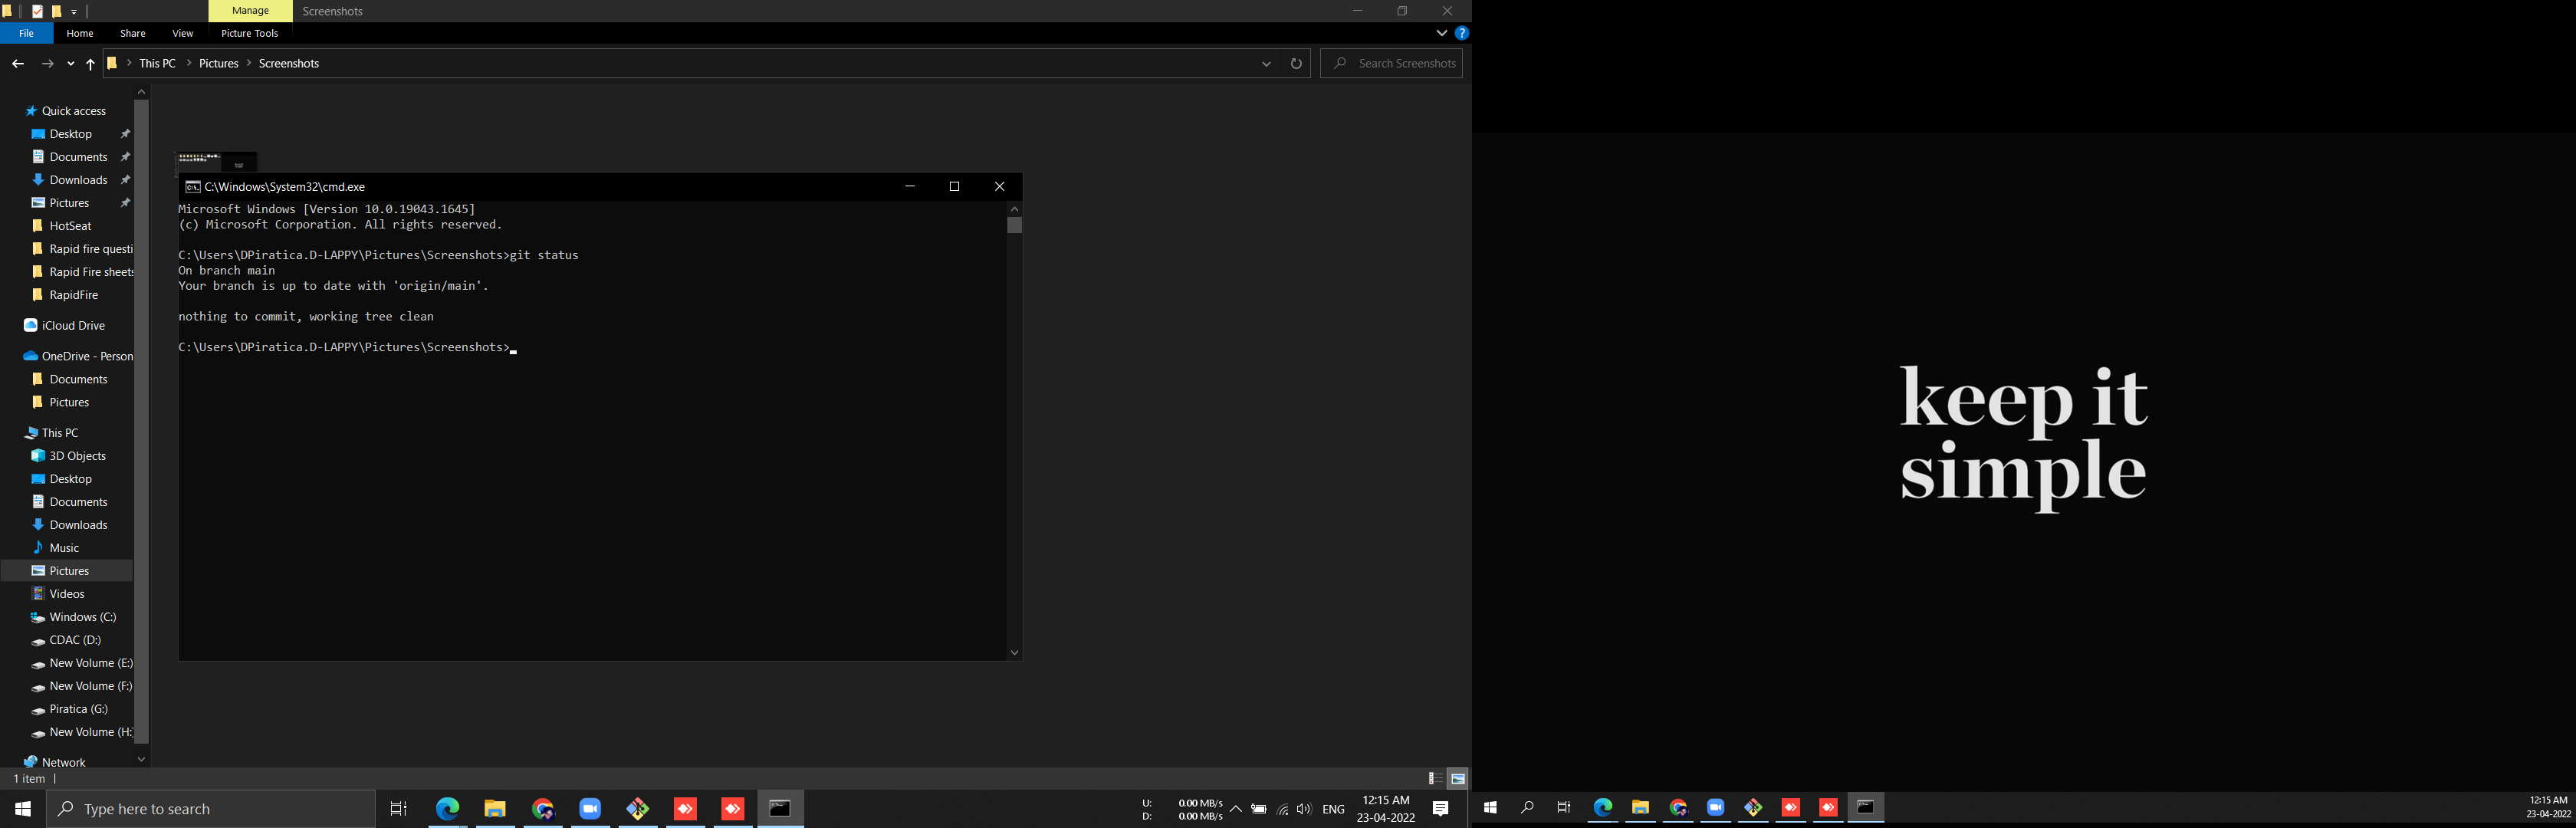 Manage Screenshots
File Home Share View Picture Tools
This PC Pictures Screenshots
Search Screenshots
Quick access
Desktop
Documents
Downloads
Pictures
HotSeat
Rapid fire questi
Rapid Fire sheets
RapidFire
iCloud Drive
OneDrive - Person
Documents
Pictures
This PC
3D Objects
Desktop
Documents
Downloads
Music
Pictures
Videos
Windows (C:)
CDAC (D:)
New Volume (E:)
New Volume (F:)
Piratica (G:)
New Volume (H:)
Network
1 item
C:\Windows\System32\cmd.exe
Microsoft Windows [Version 10.0.19043.1645]
(c) Microsoft Corporation. All rights reserved.
C:\Users\DPiratica.D-LAPPY\Pictures\Screenshots>git status
On branch main
Your branch is up to date with 'origin/main'.
nothing to commit, working tree clean
C:\Users\DPiratica.D-LAPPY\Pictures\Screenshots>
Type here to search
U: 0.00 MB/s
D: 0.00 MB/s
ENG
12:15 AM
23-04-2022
keep it
simple
12:15 AM
23-04-2022